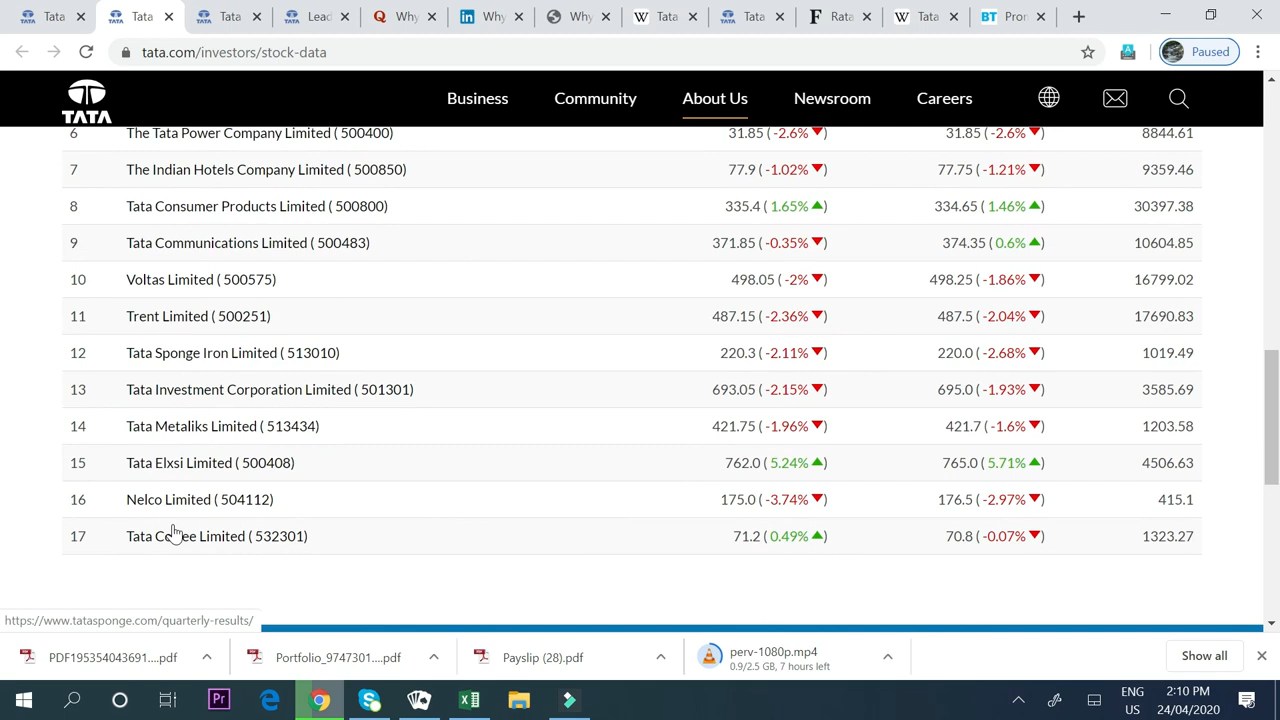 Tata
Tata
Tata
Lead
Why
Why
Why
Tata
Tata
Rata
Tata
Pron
tata.com/investors/stock-data
Paused
TATA
Business
Community
About Us
Newsroom
Careers
6 The Tata Power Company Limited ( 500400) 31.85 ( -2.6% ) 31.85 ( -2.6% ) 8844.61
7 The Indian Hotels Company Limited ( 500850) 77.9 ( -1.02% ) 77.75 ( -1.21% ) 9359.46
8 Tata Consumer Products Limited ( 500800) 335.4 ( 1.65% ) 334.65 ( 1.46% ) 30397.38
9 Tata Communications Limited ( 500483) 371.85 ( -0.35% ) 374.35 ( 0.6% ) 10604.85
10 Voltas Limited ( 500575) 498.05 ( -2% ) 498.25 ( -1.86% ) 16799.02
11 Trent Limited ( 500251) 487.15 ( -2.36% ) 487.5 ( -2.04% ) 17690.83
12 Tata Sponge Iron Limited ( 513010) 220.3 ( -2.11% ) 220.0 ( -2.68% ) 1019.49
13 Tata Investment Corporation Limited ( 501301) 693.05 ( -2.15% ) 695.0 ( -1.93% ) 3585.69
14 Tata Metaliks Limited ( 513434) 421.75 ( -1.96% ) 421.7 ( -1.6% ) 1203.58
15 Tata Elxsi Limited ( 500408) 762.0 ( 5.24% ) 765.0 ( 5.71% ) 4506.63
16 Nelco Limited ( 504112) 175.0 ( -3.74% ) 176.5 ( -2.97% ) 415.1
17 Tata Coffee Limited ( 532301) 71.2 ( 0.49% ) 70.8 ( -0.07% ) 1323.27
https://www.tatasponge.com/quarterly-results/
PDF195354043691....pdf
Portfolio_9747301....pdf
Payslip (28).pdf
perv-1080p.mp4
0.9/2.5 GB, 7 hours left
Show all
Pr
ENG
US
2:10 PM
24/04/2020